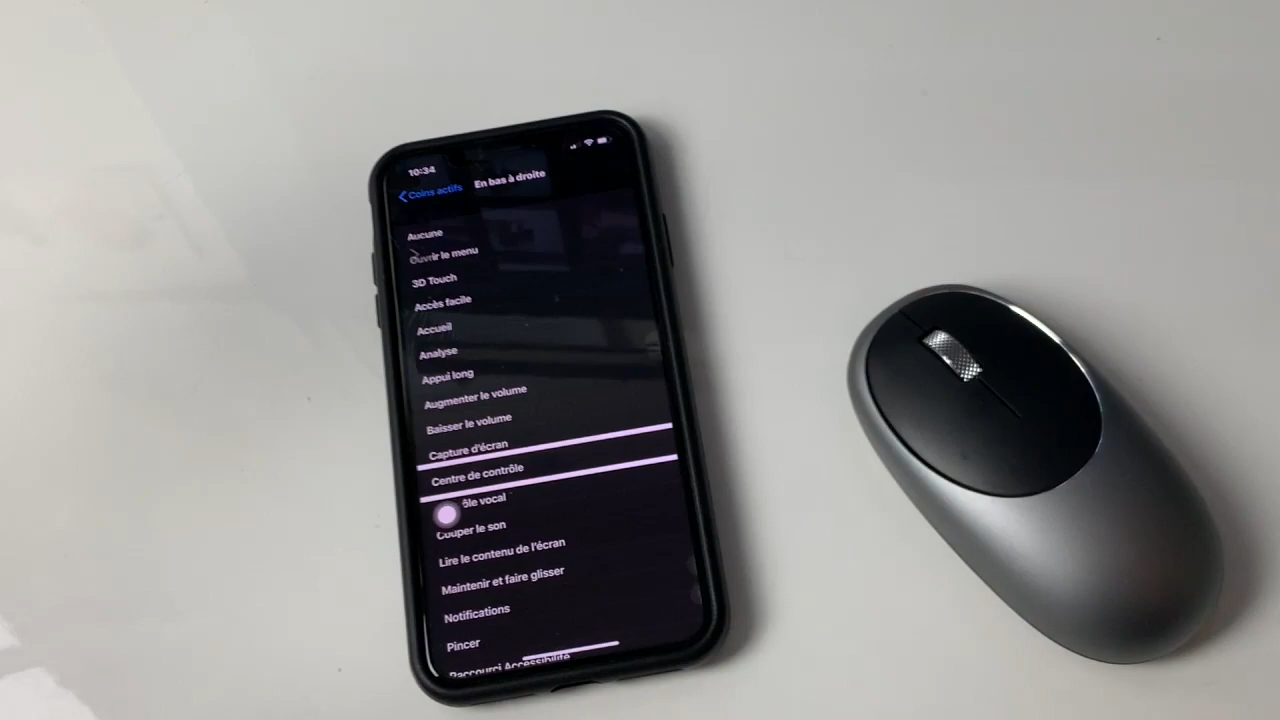 10:34
Coins actifs
En bas à droite
Aucune
Ouvrir le menu
3D Touch
Accès facile
Accueil
Analyse
Appui long
Augmenter le volume
Baisser le volume
Capture d'écran
Centre de contrôle
ôle vocal
Couper le son
Lire le contenu de l'écran
Maintenir et faire glisser
Notifications
Pincer
Raccourci Accessibilité